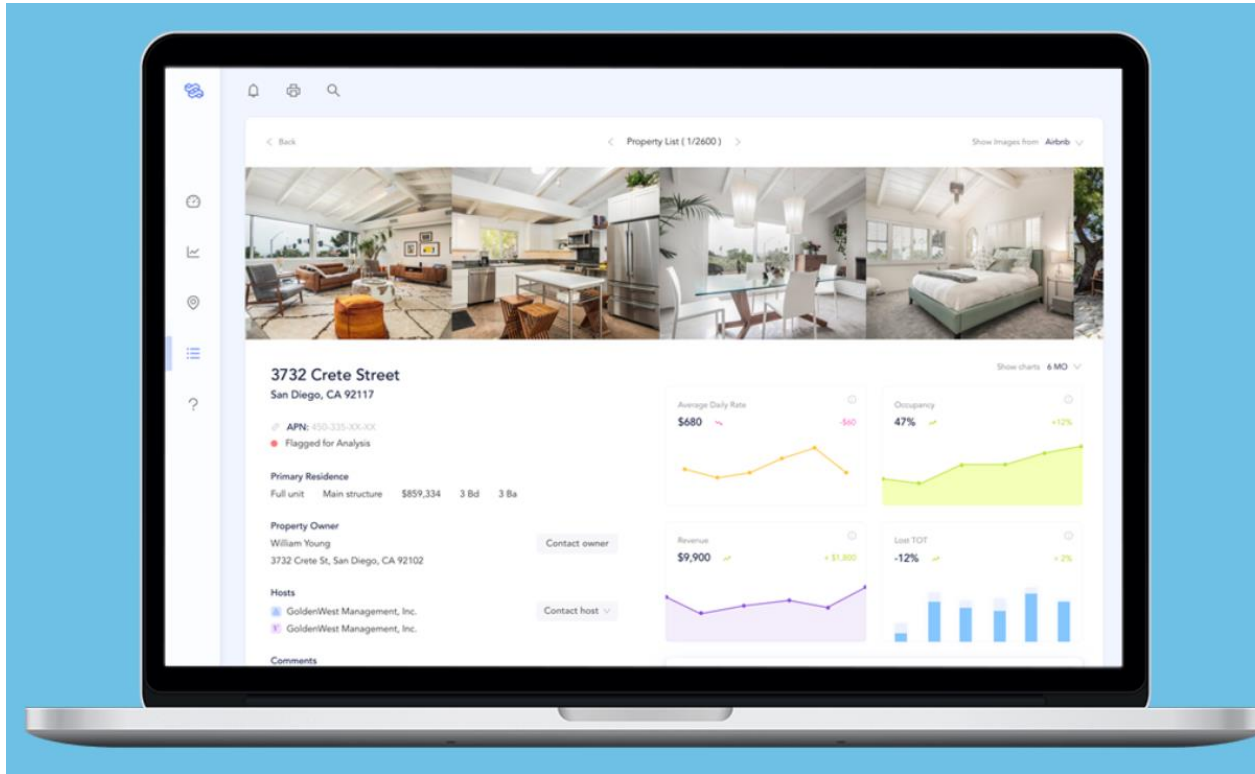 Back
Property List ( 1/2600 )
Show Images from Airbnb
3732 Crete Street
San Diego, CA 92117
APN: 450-335-XX-XX
Flagged for Analysis
Primary Residence
Full unit Main structure $859,334 3 Bd 3 Ba
Property Owner
William Young
3732 Crete St, San Diego, CA 92102
Contact owner
Hosts
GoldenWest Management, Inc.
GoldenWest Management, Inc.
Contact host
Comments
Show charts 6 MO
Average Daily Rate
$680 -$60
Occupancy
47% +12%
Revenue
$9,900 + $1,800
Lost TOT
-12% + 2%